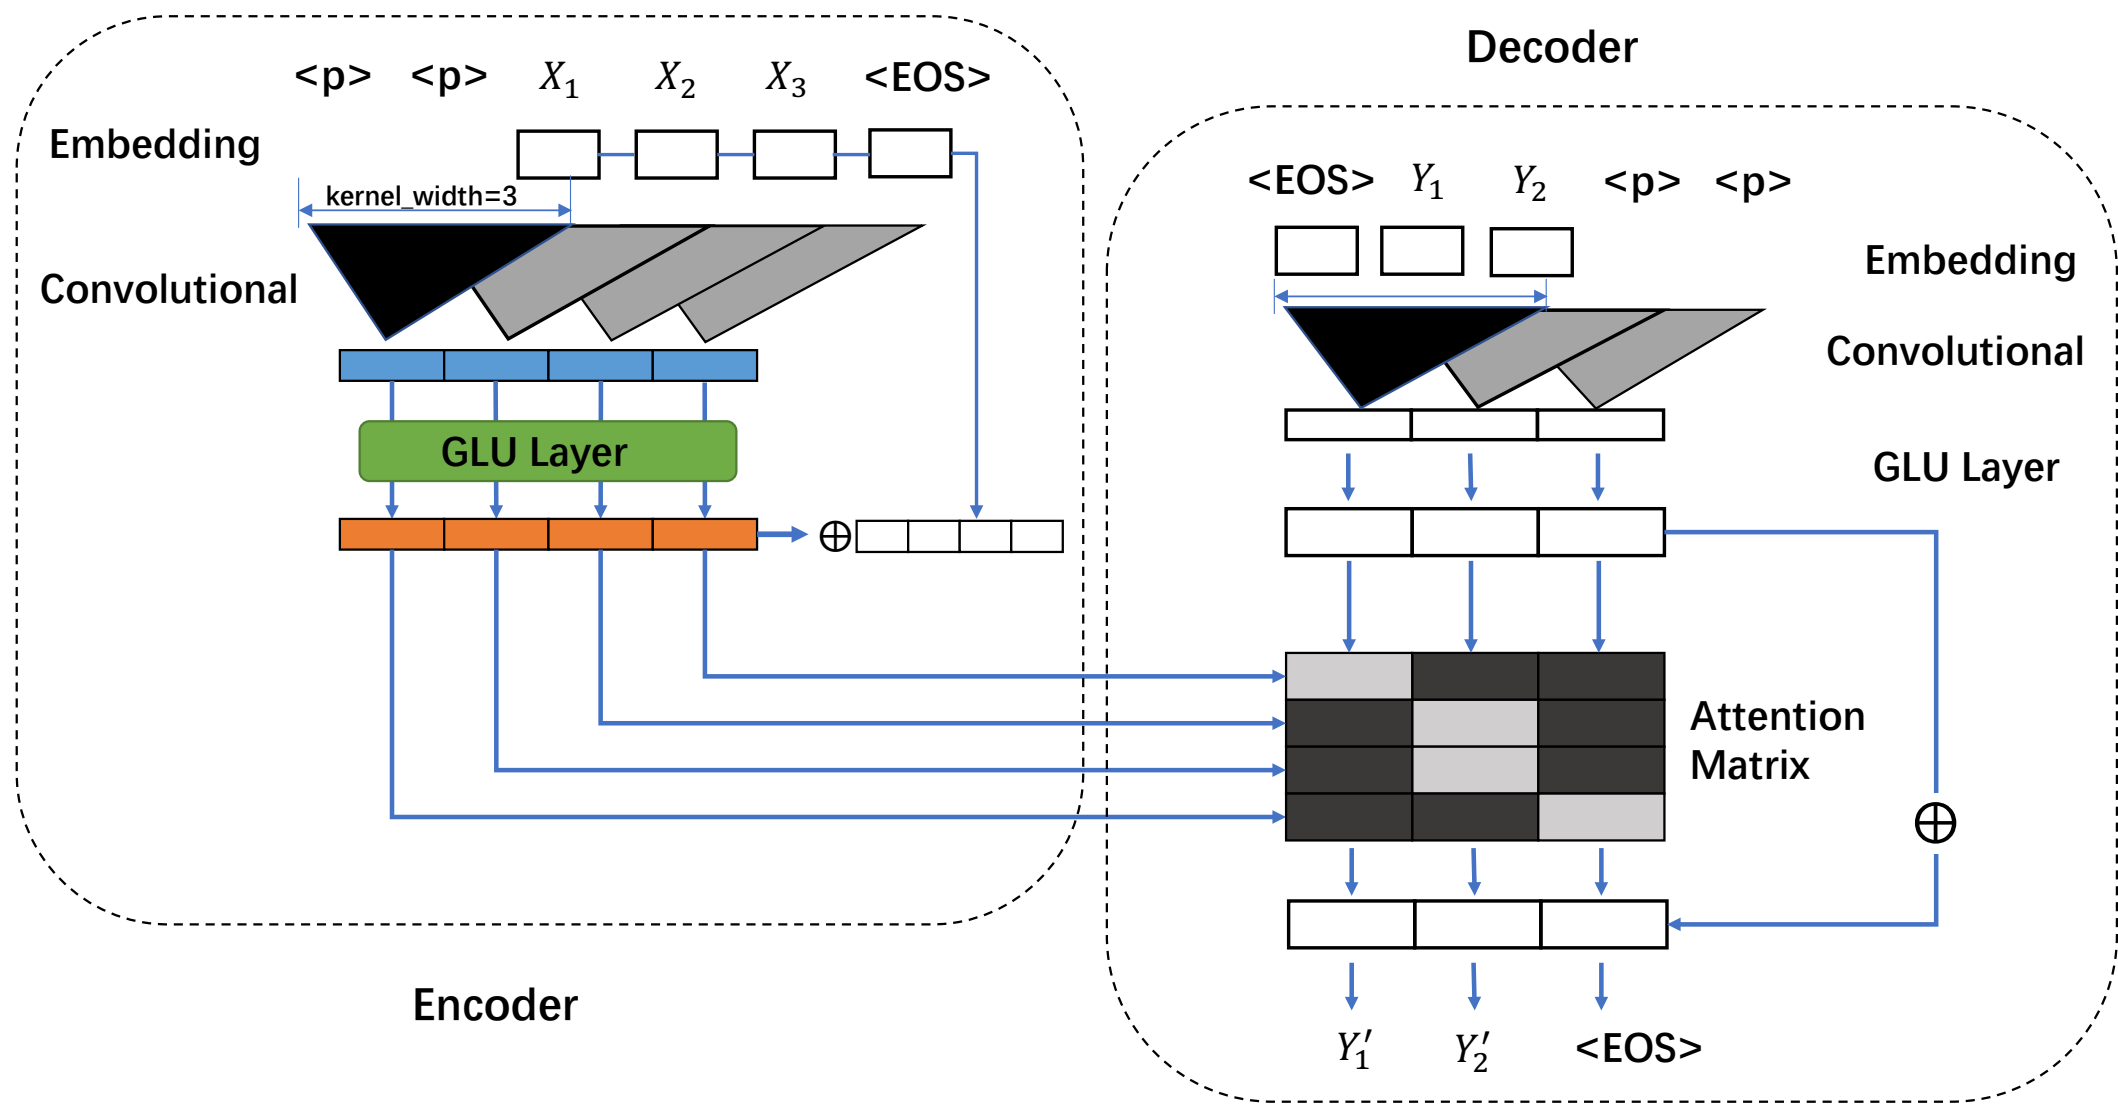 <p> <p> X₁ X₂ X₃ <EOS>
Embedding
kernel_width=3
Convolutional
GLU Layer
⊕
Encoder
Decoder
<EOS> Y₁ Y₂ <p> <p>
Embedding
Convolutional
GLU Layer
Attention
Matrix
⊕
Y₁′ Y₂′ <EOS>